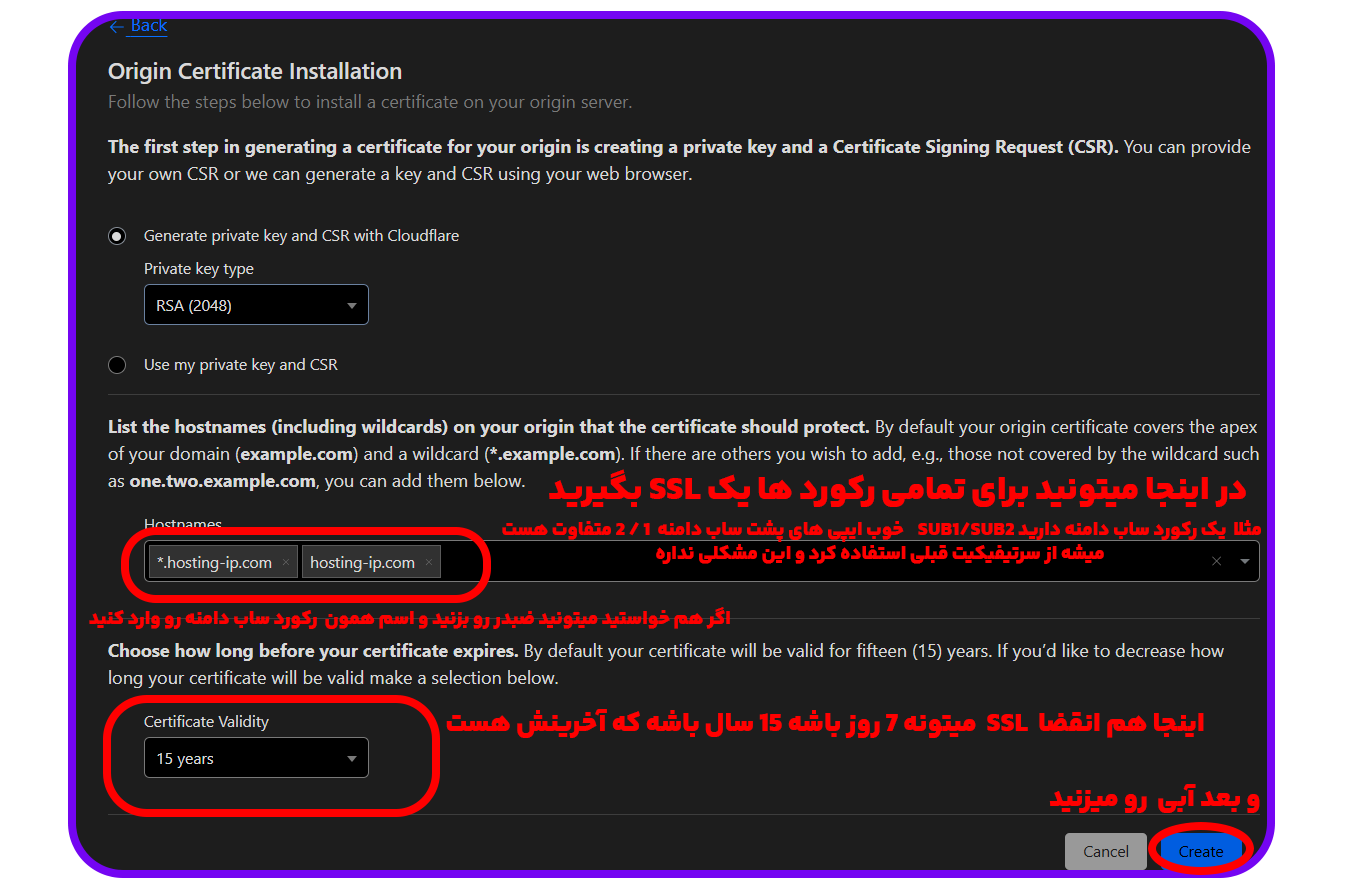 ← Back
Origin Certificate Installation
Follow the steps below to install a certificate on your origin server.
The first step in generating a certificate for your origin is creating a private key and a Certificate Signing Request (CSR). You can provide
your own CSR or we can generate a key and CSR using your web browser.
Generate private key and CSR with Cloudflare
Private key type
RSA (2048)
Use my private key and CSR
List the hostnames (including wildcards) on your origin that the certificate should protect. By default your origin certificate covers the apex
of your domain (example.com) and a wildcard (*.example.com). If there are others you wish to add, e.g., those not covered by the wildcard such
as one.two.example.com, you can add them below.
در اینجا میتونید برای تمامی رکورد ها یک SSL بگیرید
Hostnames
مثلا یک رکورد ساب دامنه دارید SUB1/SUB2 خوب ایپی های پشت ساب دامنه 1 / 2 متفاوت هست
میشه از سرتیفیکیت قبلی استفاده کرد و این مشکلی نداره
*.hosting-ip.com × hosting-ip.com ×
اگر هم خواستید میتونید ضبدر رو بزنید و اسم همون رکورد ساب دامنه رو وارد کنید
Choose how long before your certificate expires. By default your certificate will be valid for fifteen (15) years. If you’d like to decrease how
long your certificate will be valid make a selection below.
Certificate Validity
اینجا هم انقضا SSL میتونه 7 روز باشه 15 سال باشه که آخرینش هست
15 years
و بعد آبی رو میزنید
Cancel
Create